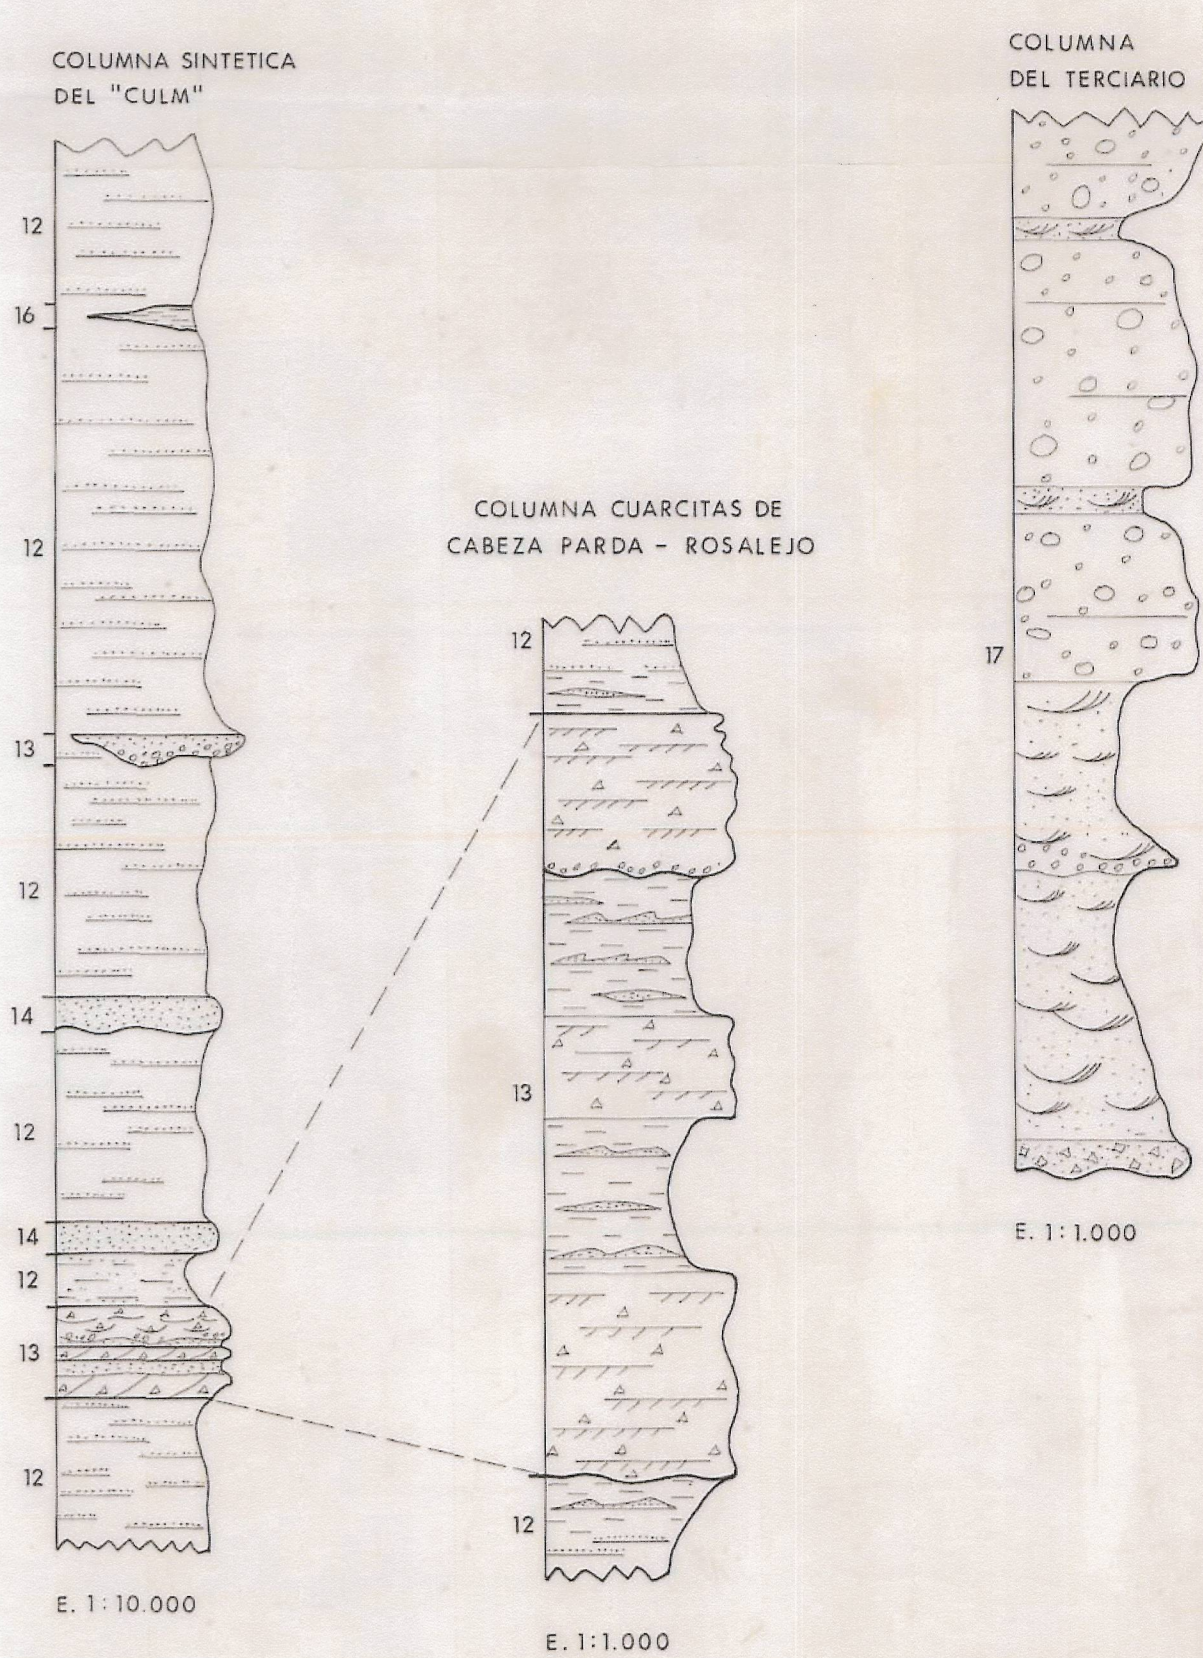 COLUMNA SINTETICA
DEL "CULM"
12
16
12
13
12
14
12
14
12
13
12
E. 1:10.000
COLUMNA CUARCITAS DE
CABEZA PARDA - ROSALEJO
12
13
12
E. 1:1.000
COLUMNA
DEL TERCIARIO
17
E. 1:1.000